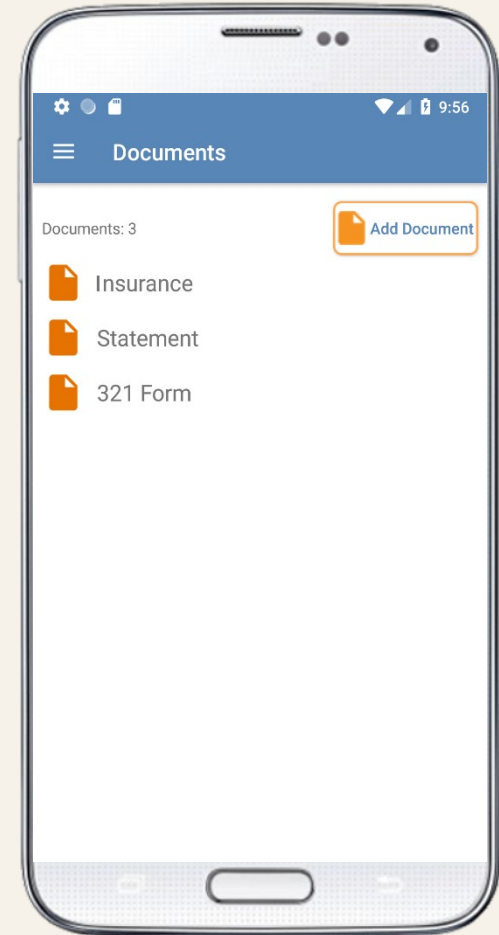 9:56
Documents
Documents: 3
Add Document
Insurance
Statement
321 Form